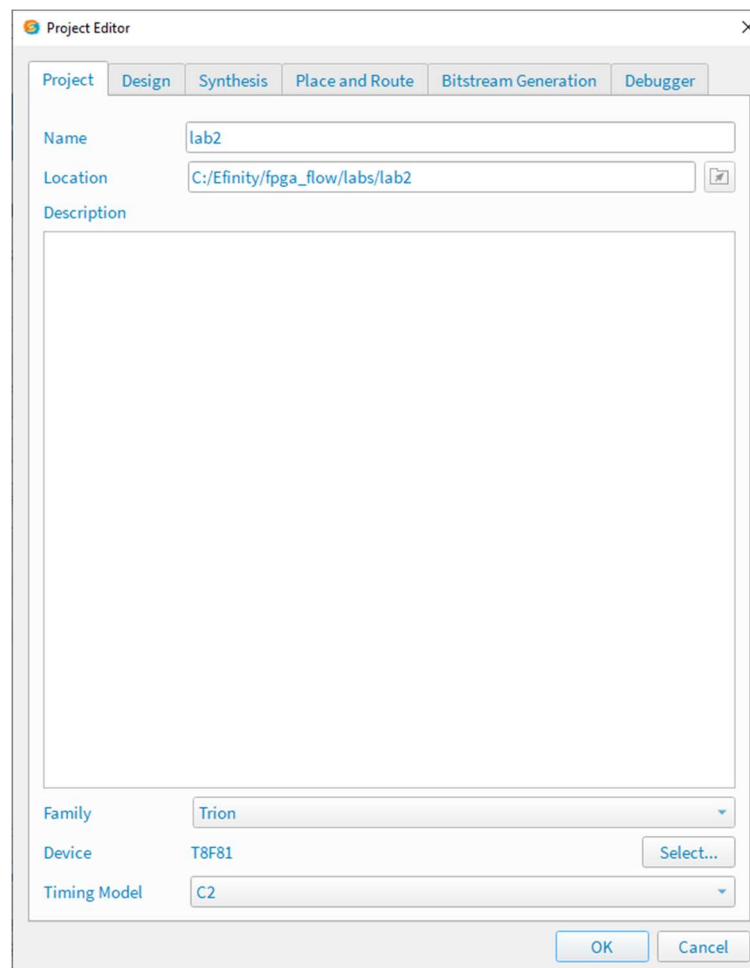 Project Editor
Project Design Synthesis Place and Route Bitstream Generation Debugger
Name lab2
Location C:/Efinity/fpga_flow/labs/lab2
Description
Family Trion
Device T8F81 Select...
Timing Model C2
OK Cancel